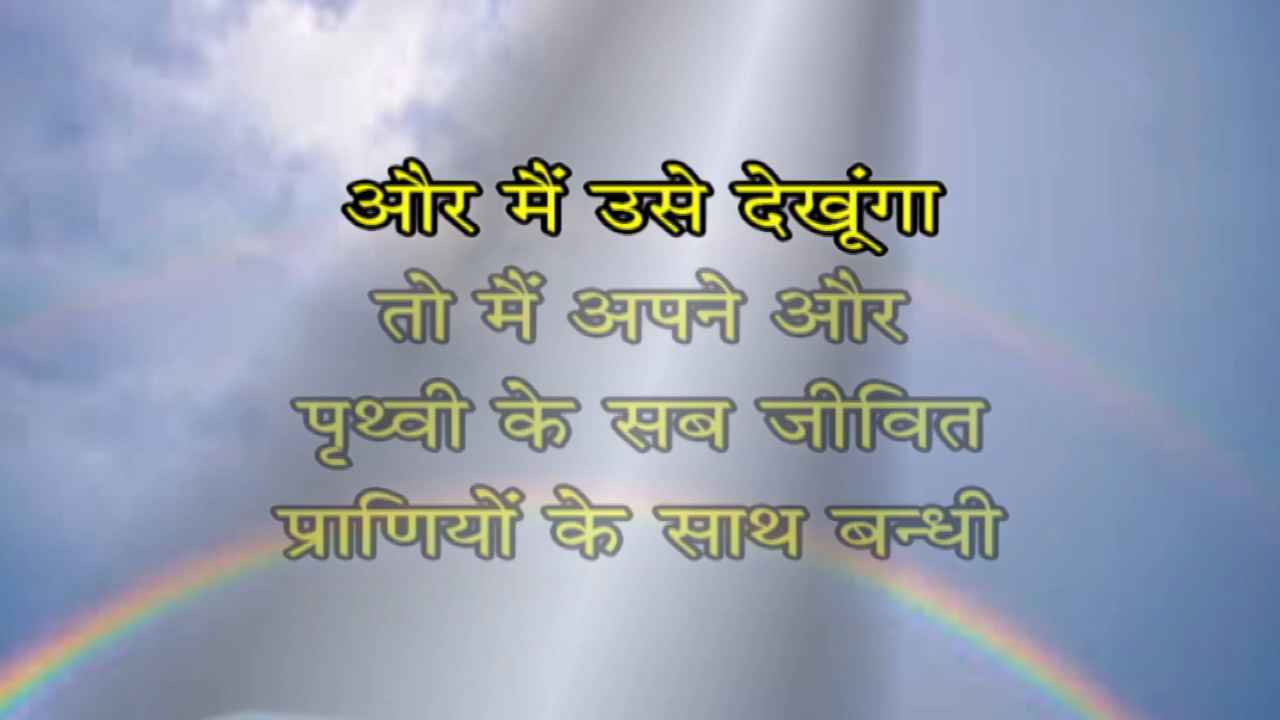 और मैं उसे देखूंगा
तो मैं अपने और
पृथ्वी के सब जीवित
प्राणियों के साथ बन्धी